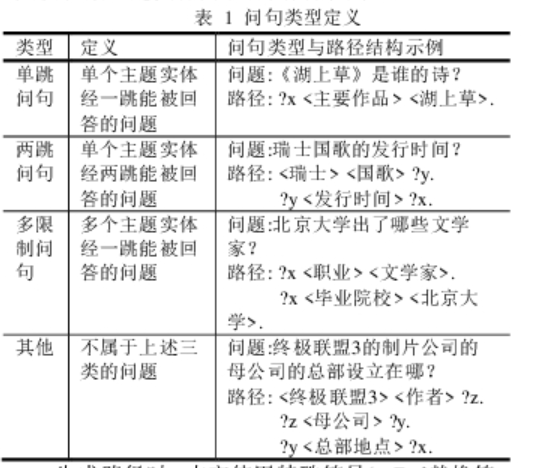 表 1 问句类型定义
类型 定义 问句类型与路径结构示例
单跳问句 单个主题实体经一跳能被回答的问题 问题:《湖上草》是谁的诗?
路径: ?x <主要作品> <湖上草>.
两跳问句 单个主题实体经两跳能被回答的问题 问题:瑞士国歌的发行时间?
路径: <瑞士> <国歌> ?y.
?y <发行时间> ?x.
多限制问句 多个主题实体经一跳能被回答的问题 问题:北京大学出了哪些文学
家?
路径: ?x <职业> <文学家>.
?x <毕业院校> <北京大
学>.
其他 不属于上述三类的问题 问题:终极联盟3的制片公司的
母公司的总部设立在哪?
路径: <终极联盟3> <作者> ?z.
?z <母公司> ?y.
?y <总部地点> ?x.